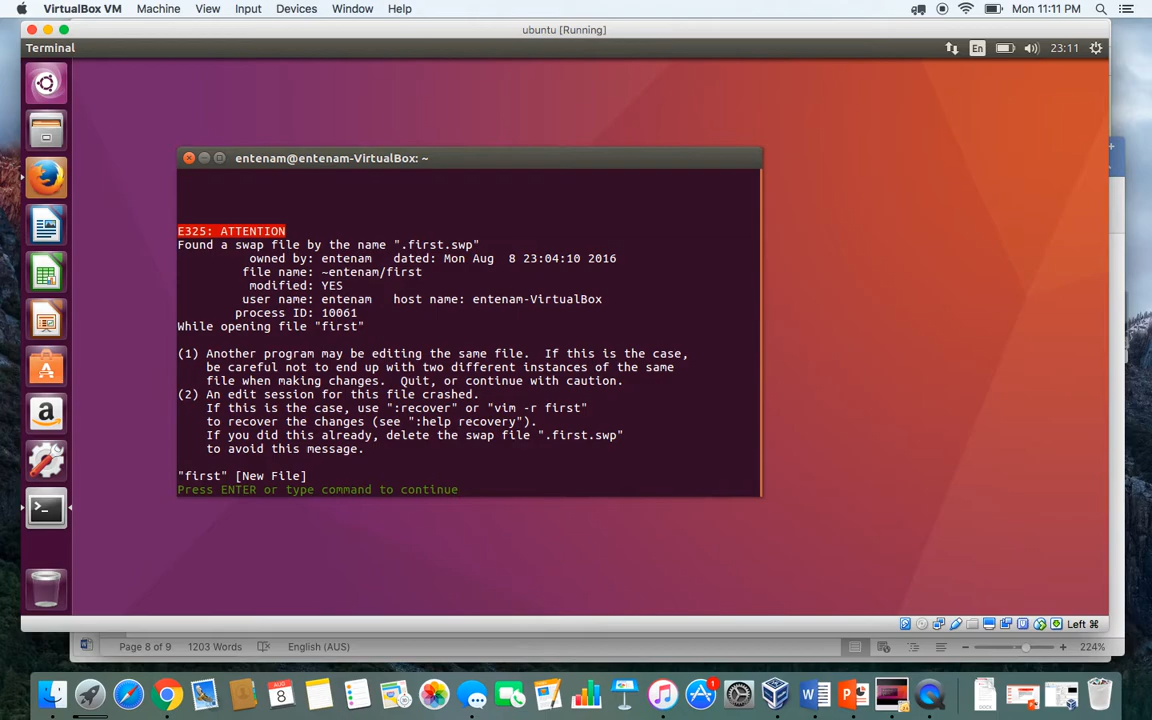 VirtualBox VM Machine View Input Devices Window Help Mon 11:11 PM
ubuntu [Running]
Terminal En 23:11
entenam@entenam-VirtualBox: ~
E325: ATTENTION
Found a swap file by the name ".first.swp"
owned by: entenam dated: Mon Aug 8 23:04:10 2016
file name: ~entenam/first
modified: YES
user name: entenam host name: entenam-VirtualBox
process ID: 10061
While opening file "first"
(1) Another program may be editing the same file. If this is the case,
be careful not to end up with two different instances of the same
file when making changes. Quit, or continue with caution.
(2) An edit session for this file crashed.
If this is the case, use ":recover" or "vim -r first"
to recover the changes (see ":help recovery").
If you did this already, delete the swap file ".first.swp"
to avoid this message.
"first" [New File]
Press ENTER or type command to continue
Left ⌘
Page 8 of 9 1203 Words English (AUS) 224%
AUG
8
1